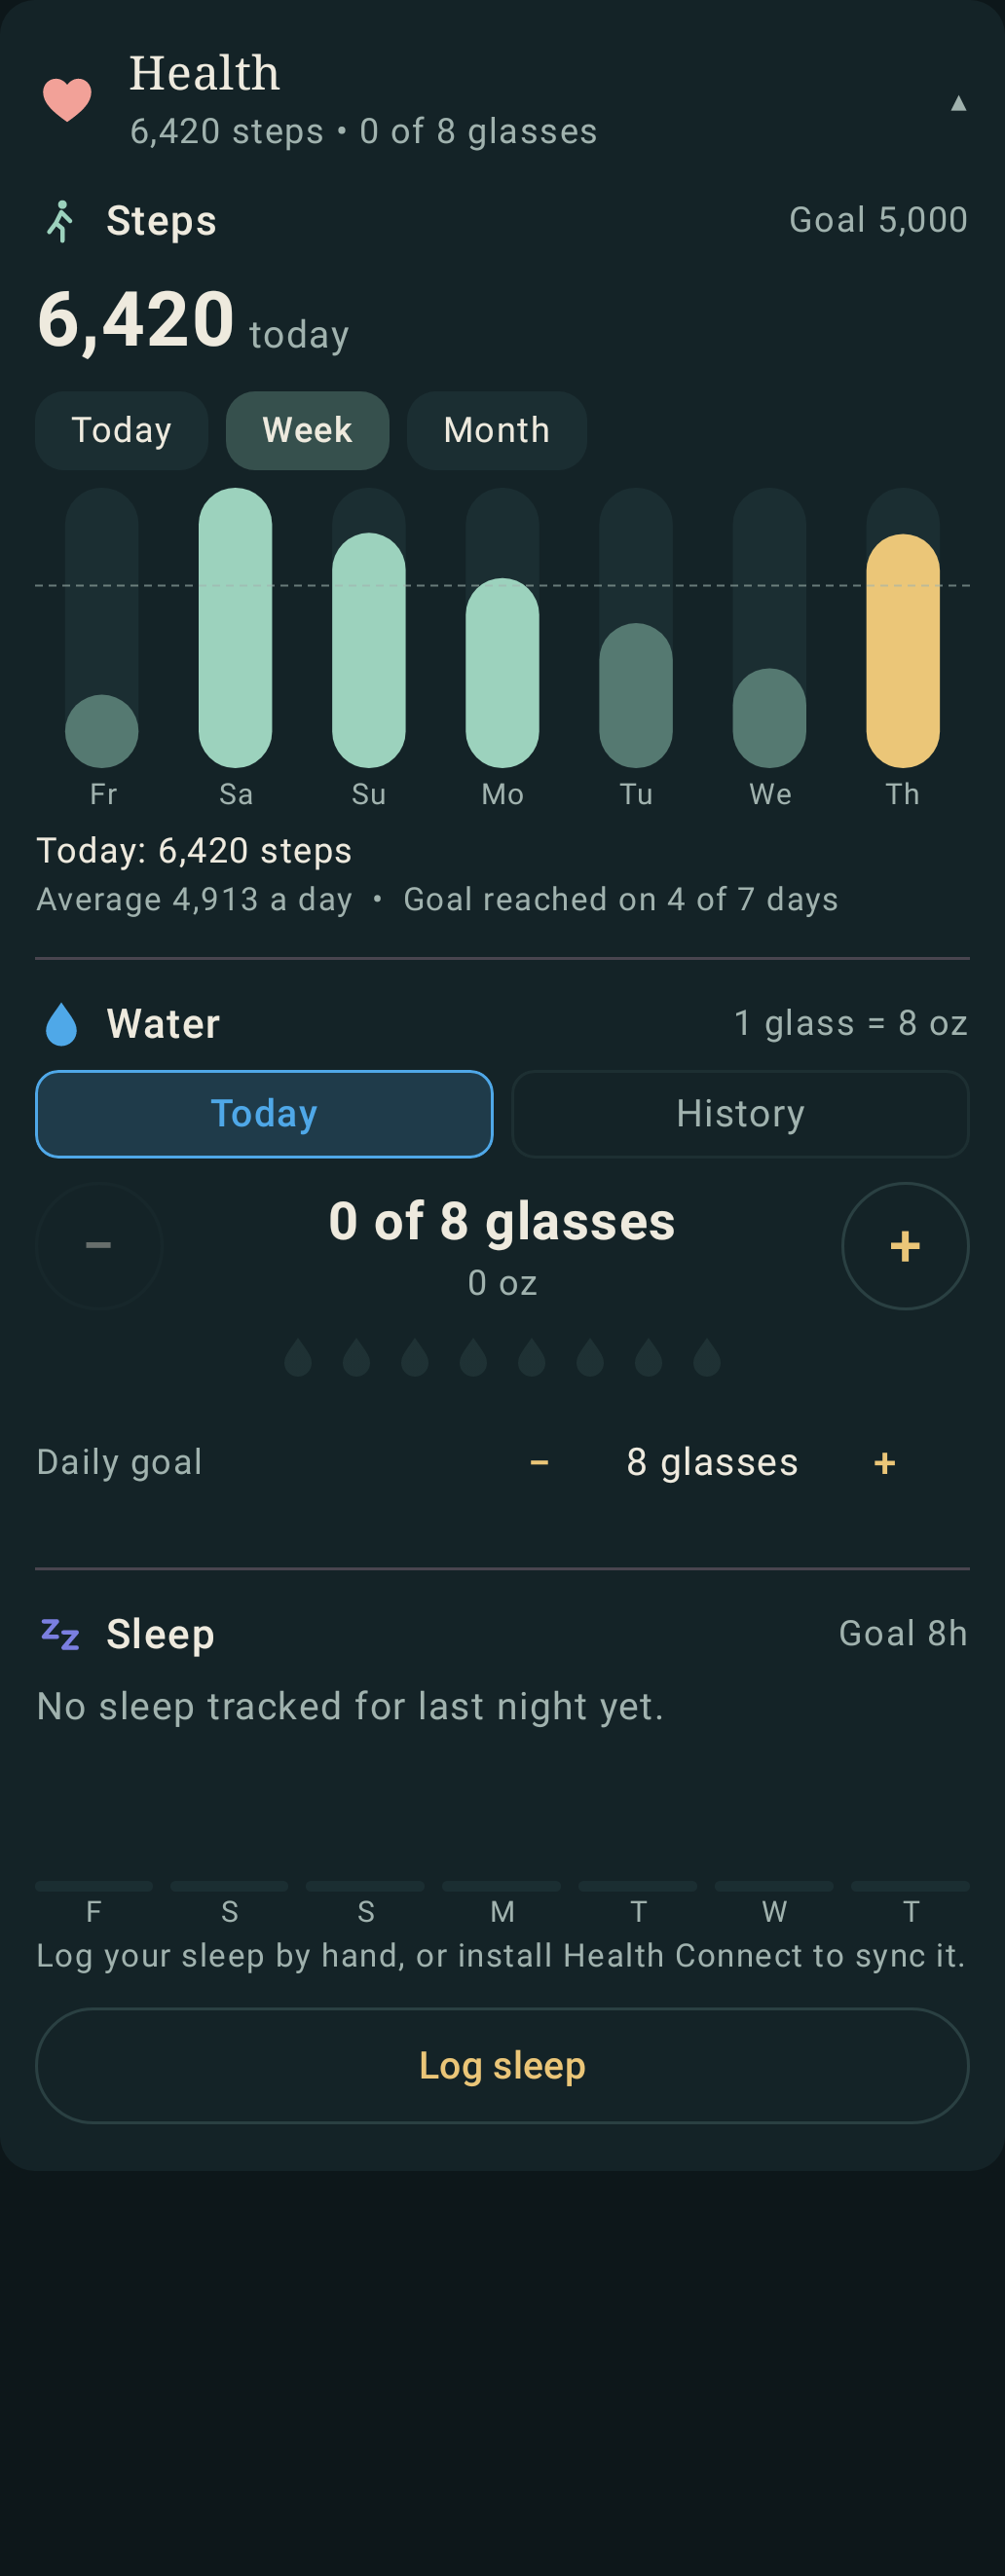 Health
6,420 steps • 0 of 8 glasses
▲
Steps
Goal 5,000
6,420 today
Today Week Month
Fr Sa Su Mo Tu We Th
Today: 6,420 steps
Average 4,913 a day • Goal reached on 4 of 7 days
Water
1 glass = 8 oz
Today History
− 0 of 8 glasses +
0 oz
Daily goal − 8 glasses +
zz Sleep
Goal 8h
No sleep tracked for last night yet.
F S S M T W T
Log your sleep by hand, or install Health Connect to sync it.
Log sleep